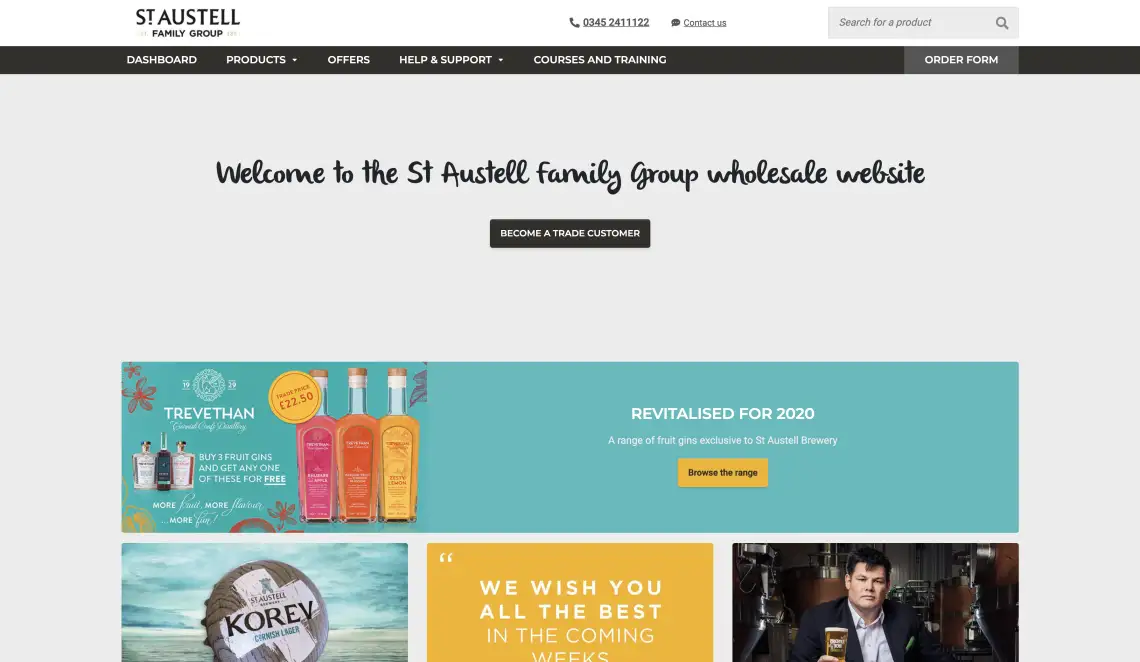 ST AUSTELL
FAMILY GROUP
0345 2411122
Contact us
Search for a product
DASHBOARD
PRODUCTS
OFFERS
HELP & SUPPORT
COURSES AND TRAINING
ORDER FORM
Welcome to the St Austell Family Group wholesale website
BECOME A TRADE CUSTOMER
19 29
TREVETHAN
Cornish Craft Distillery
TRADE PRICE
£22.50
BUY 3 FRUIT GINS
AND GET ANY ONE
OF THESE FOR FREE
MORE fruit, MORE flavour
... MORE fun!
REVITALISED FOR 2020
A range of fruit gins exclusive to St Austell Brewery
Browse the range
ST AUSTELL
BREWERY
KOREV
CORNISH LAGER
“
WE WISH YOU
ALL THE BEST
IN THE COMING
WEEKS